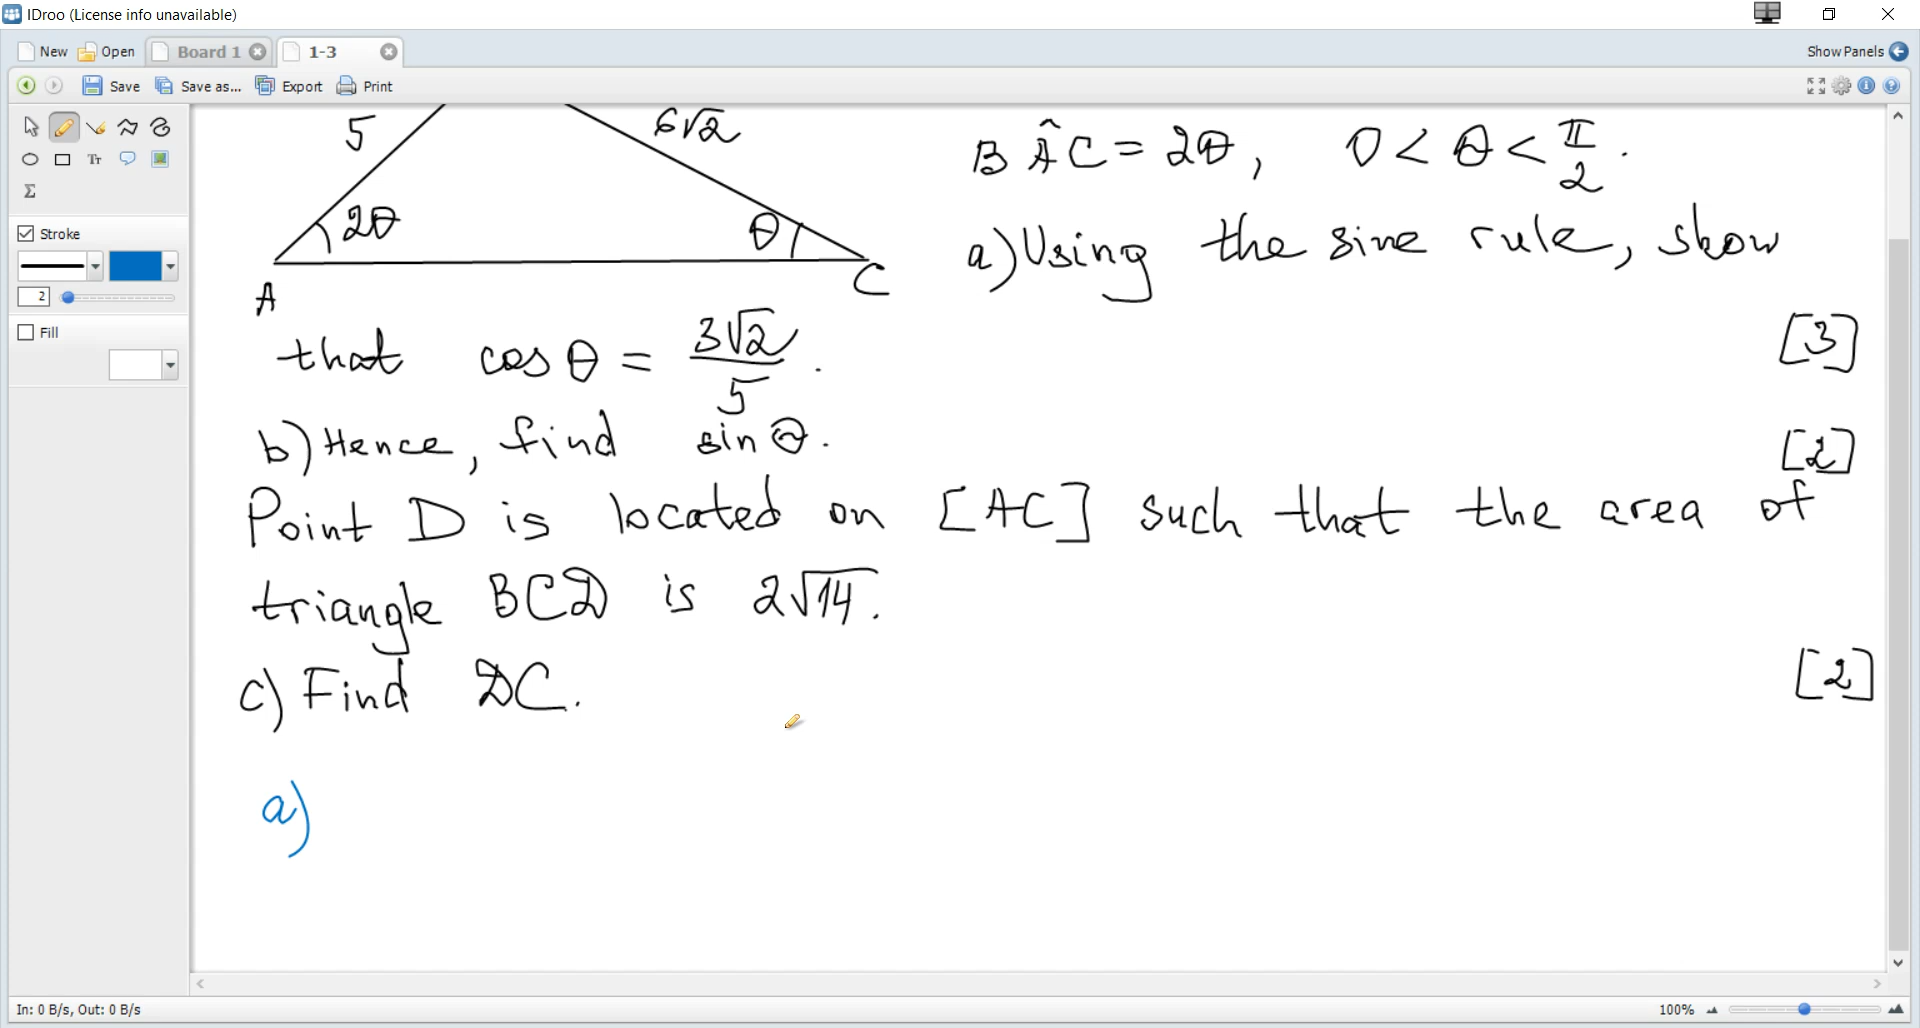 IDroo (License info unavailable)
New Open Board 1 1-3 Show Panels
Save Save as... Export Print
Tт
Σ
Stroke
2
Fill
5 6√2
2θ θ
A C
BÂC = 2θ, 0 < θ < π/2.
a) Using the sine rule, show
that cos θ = 3√2/5. [3]
b) Hence, find sin θ. [2]
Point D is located on [AC] such that the area of
triangle BCD is 2√14.
c) Find DC. [2]
a)
In: 0 B/s, Out: 0 B/s 100%